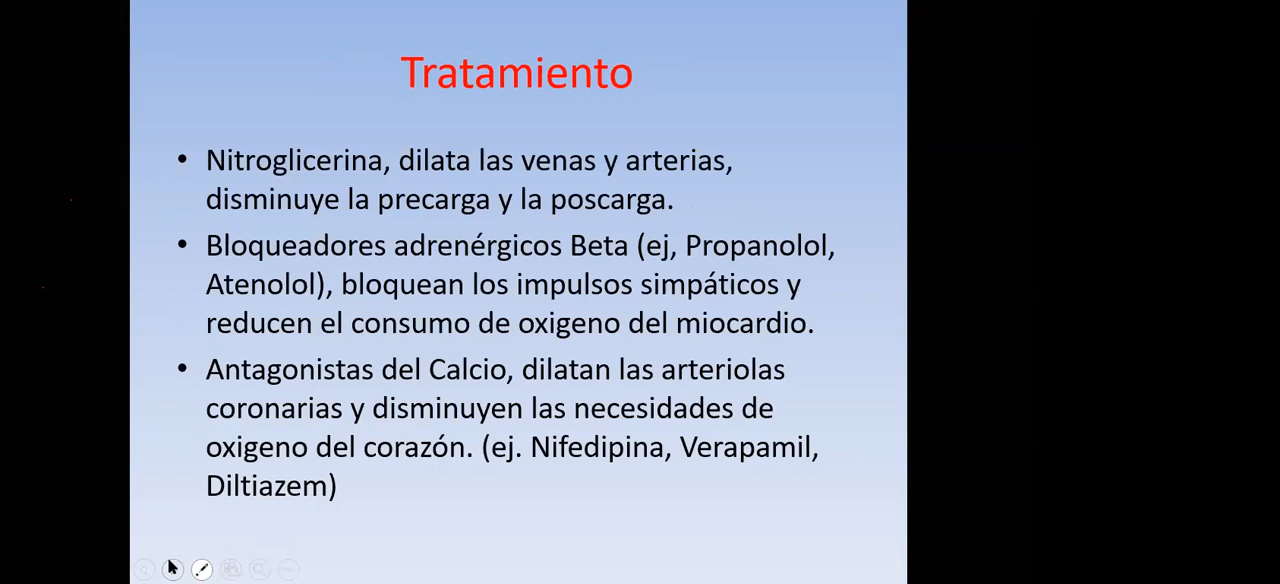 Tratamiento
• Nitroglicerina, dilata las venas y arterias,
disminuye la precarga y la poscarga.
• Bloqueadores adrenérgicos Beta (ej, Propanolol,
Atenolol), bloquean los impulsos simpáticos y
reducen el consumo de oxigeno del miocardio.
• Antagonistas del Calcio, dilatan las arteriolas
coronarias y disminuyen las necesidades de
oxigeno del corazón. (ej. Nifedipina, Verapamil,
Diltiazem)